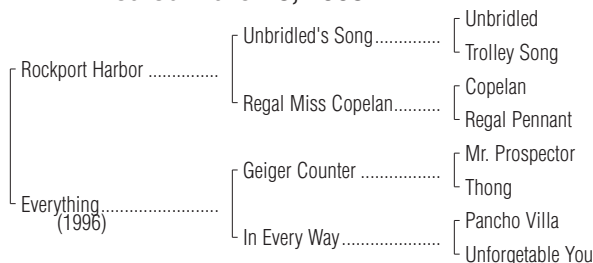 Unbridled
Unbridled's Song...............
Trolley Song
Rockport Harbor ................
Copelan
Regal Miss Copelan..........
Regal Pennant
Mr. Prospector
Geiger Counter .................
Thong
Everything.........................
(1996)
Pancho Villa
In Every Way.....................
Unforgetable You